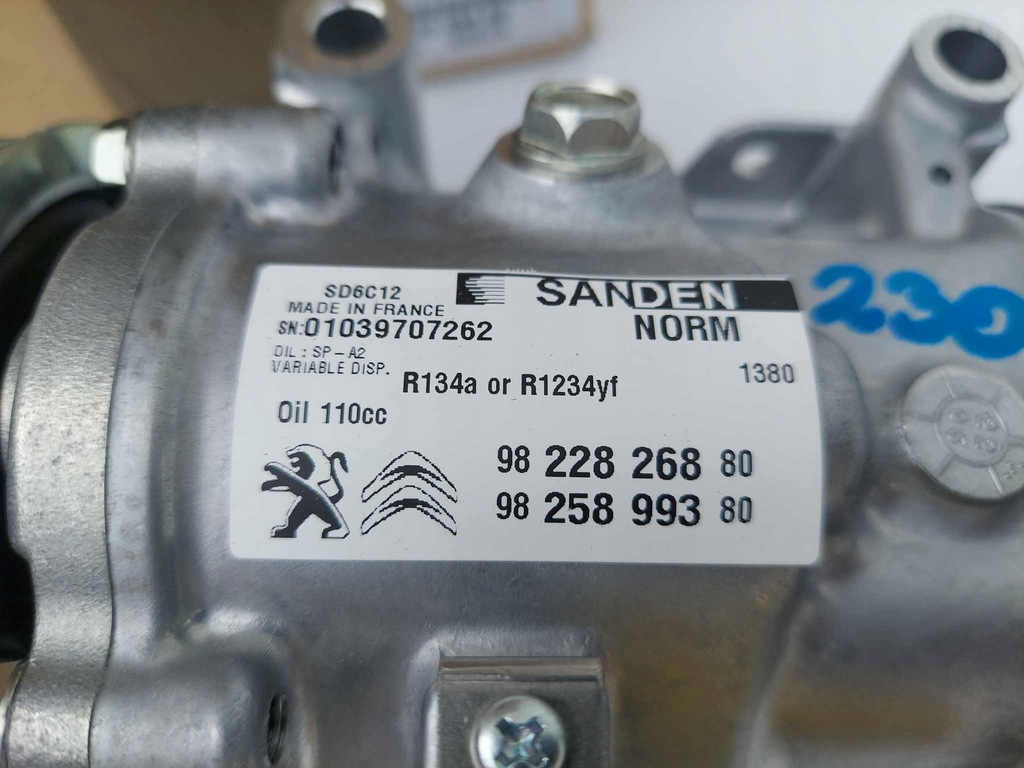 SD6C12
SANDEN
MADE IN FRANCE
SN:01039707262
NORM
OIL : SP-A2
VARIABLE DISP.
R134a or R1234yf
1380
Oil 110cc
98 228 268 80
98 258 993 80
230